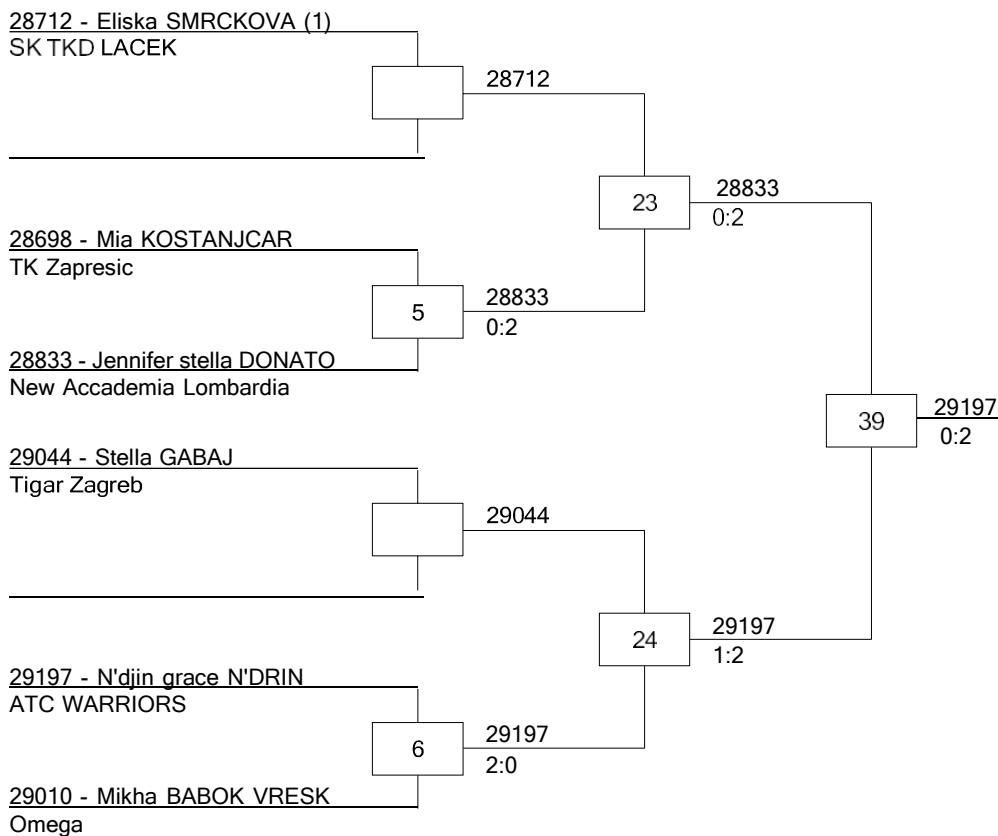 28712 - Eliska SMRCKOVA (1)
SK TKD LACEK
28712
23
28833
0:2
28698 - Mia KOSTANJCAR
TK Zapresic
5
28833
0:2
28833 - Jennifer stella DONATO
New Accademia Lombardia
39
29197
0:2
29044 - Stella GABAJ
Tigar Zagreb
29044
24
29197
1:2
29197 - N'djin grace N'DRIN
ATC WARRIORS
6
29197
2:0
29010 - Mikha BABOK VRESK
Omega